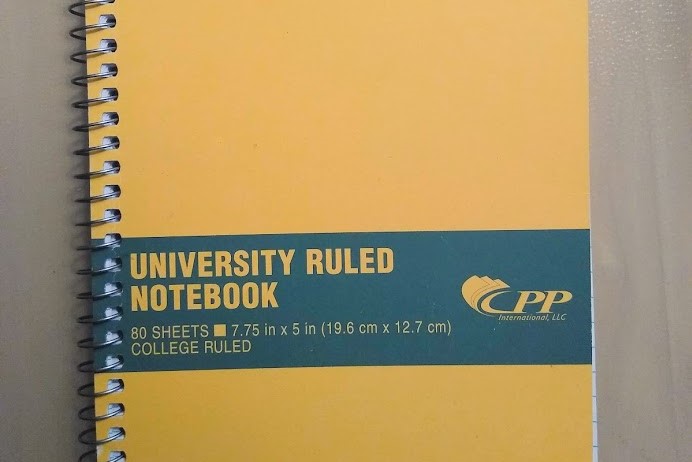 UNIVERSITY RULED
NOTEBOOK
80 SHEETS ■ 7.75 in x 5 in (19.6 cm x 12.7 cm)
COLLEGE RULED
CPP
International, LLC